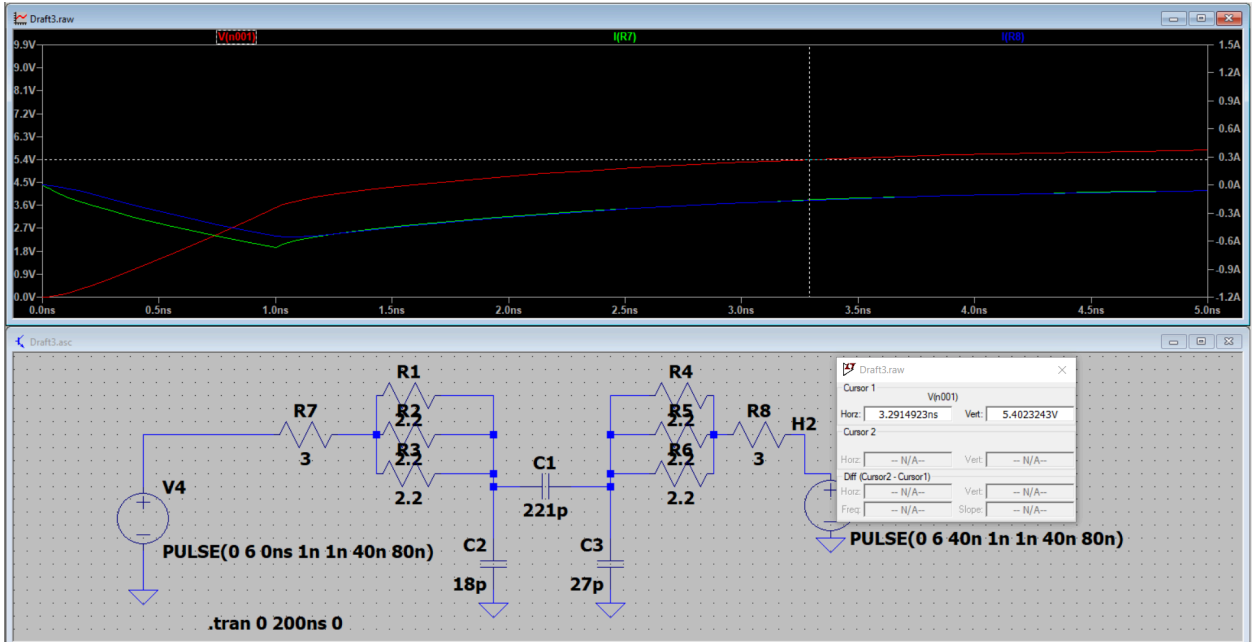 Draft3.raw
V(n001) I(R7) I(R8)
9.9V 1.5A
9.0V 1.2A
8.1V 0.9A
7.2V 0.6A
6.3V 0.3A
5.4V 0.0A
4.5V -0.3A
3.6V -0.6A
2.7V -0.9A
1.8V -1.2A
0.9V
0.0V
0.0ns 0.5ns 1.0ns 1.5ns 2.0ns 2.5ns 3.0ns 3.5ns 4.0ns 4.5ns 5.0ns
Draft3.asc
R1
R2
2.2
R3
2.2
2.2
R7
3
V4
PULSE(0 6 0ns 1n 1n 40n 80n)
C1
221p
C2
18p
C3
27p
R4
R5
2.2
R6
2.2
2.2
R8
3
H2
PULSE(0 6 40n 1n 1n 40n 80n)
.tran 0 200ns 0
Draft3.raw
Cursor 1
V(n001)
Horz: 3.2914923ns Vert: 5.4023243V
Cursor 2
Horz: -- N/A-- Vert: -- N/A--
Diff (Cursor2 - Cursor1)
Horz: -- N/A-- Vert: -- N/A--
Freq: -- N/A-- Slope: -- N/A--